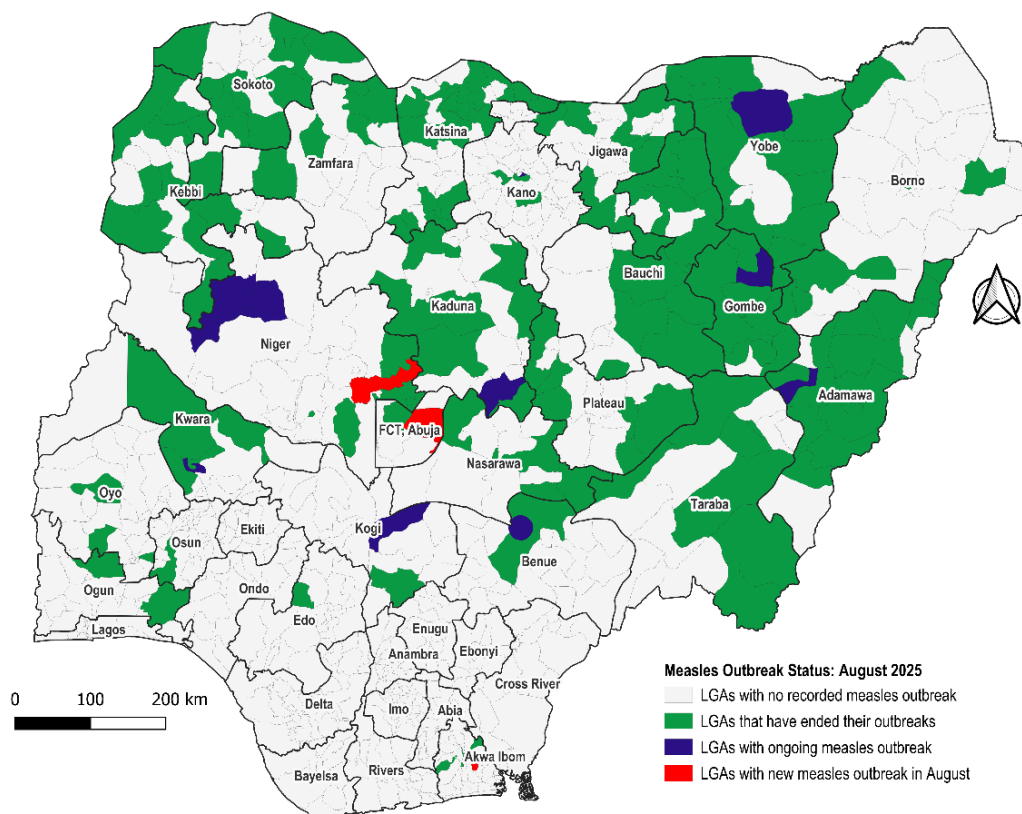 Sokoto
Katsina
Zamfara
Jigawa
Yobe
Kano
Borno
Kebbi
Bauchi
Kaduna
Gombe
Niger
Plateau
Adamawa
Kwara
FCT, Abuja
Nasarawa
Oyo
Taraba
Kogi
Ekiti
Osun
Benue
Ogun
Ondo
Edo
Lagos
Enugu
Anambra
Ebonyi
Cross River
Delta
Imo
Abia
Akwa Ibom
Bayelsa
Rivers
0 100 200 km
Measles Outbreak Status: August 2025
LGAs with no recorded measles outbreak
LGAs that have ended their outbreaks
LGAs with ongoing measles outbreak
LGAs with new measles outbreak in August